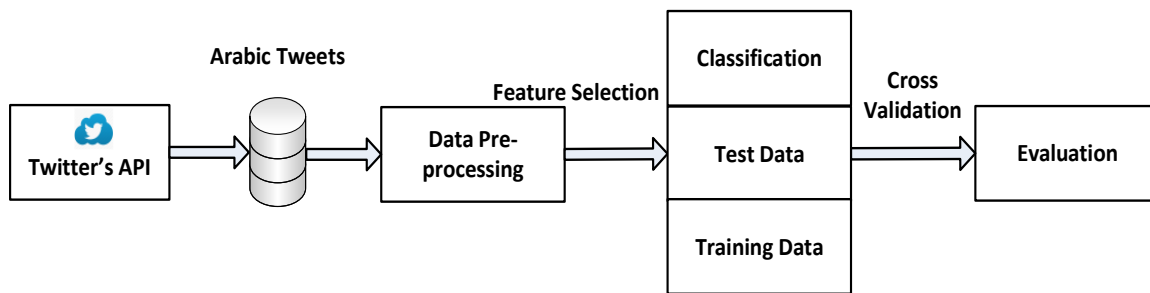 Twitter's API
Arabic Tweets
Data Pre-
processing
Feature Selection
Classification
Test Data
Training Data
Cross
Validation
Evaluation